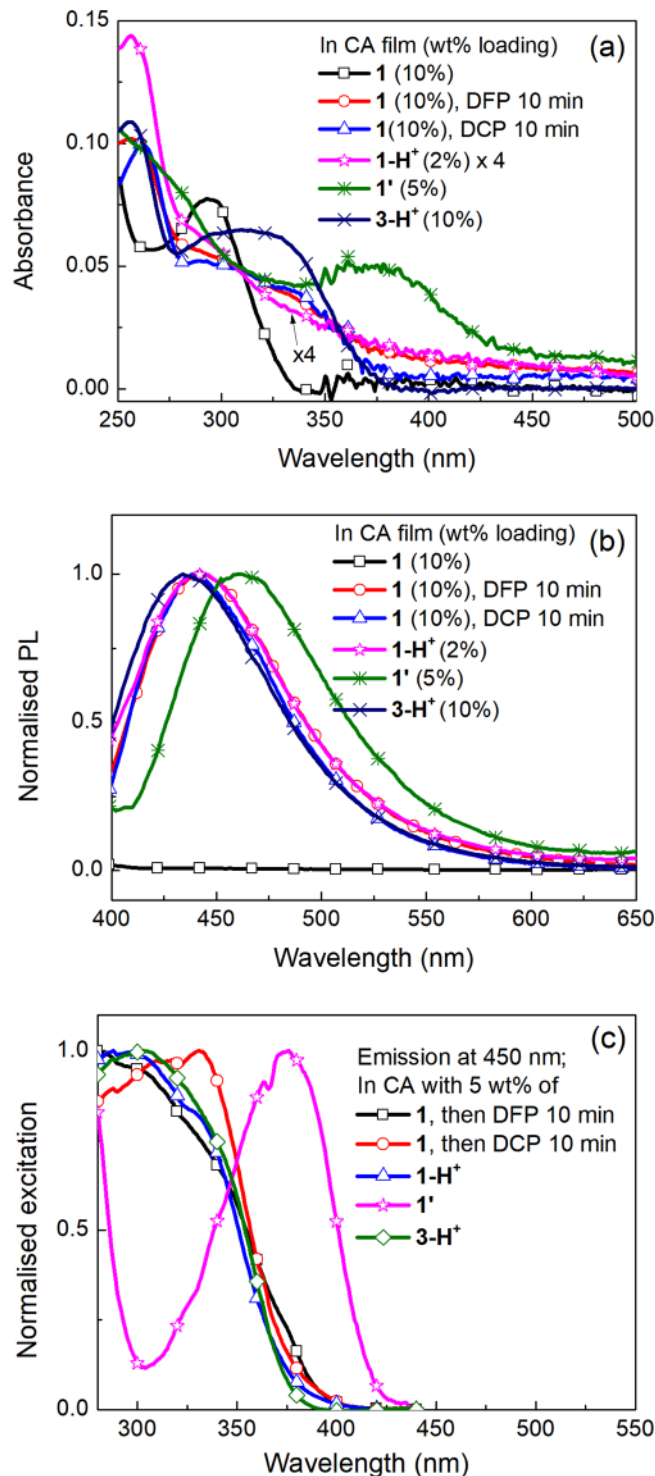 (a)
In CA film (wt% loading)
1 (10%)
1 (10%), DFP 10 min
1(10%), DCP 10 min
1-H⁺ (2%) x 4
1' (5%)
3-H⁺ (10%)
x4
0.15
0.10
0.05
0.00
Absorbance
250 300 350 400 450 500
Wavelength (nm)
(b)
In CA film (wt% loading)
1 (10%)
1 (10%), DFP 10 min
1 (10%), DCP 10 min
1-H⁺ (2%)
1' (5%)
3-H⁺ (10%)
1.0
0.5
0.0
Normalised PL
400 450 500 550 600 650
Wavelength (nm)
(c)
Emission at 450 nm;
In CA with 5 wt% of
1, then DFP 10 min
1, then DCP 10 min
1-H⁺
1'
3-H⁺
1.0
0.5
0.0
Normalised excitation
300 350 400 450 500 550
Wavelength (nm)